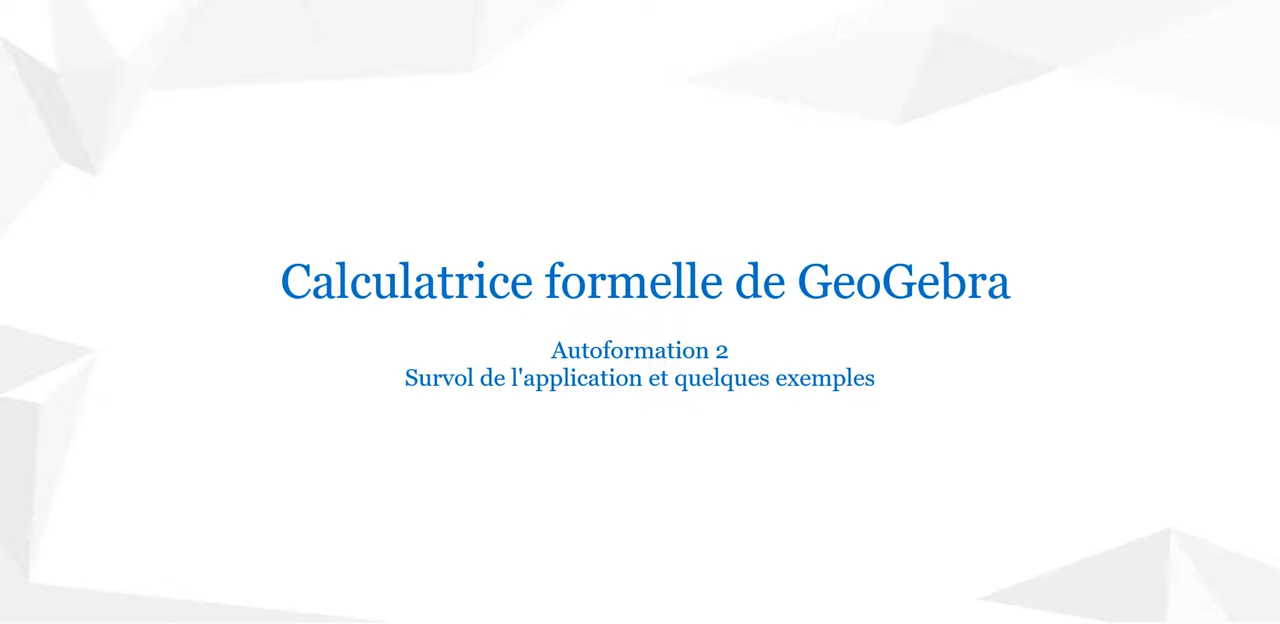 Calculatrice formelle de GeoGebra
Autoformation 2
Survol de l'application et quelques exemples